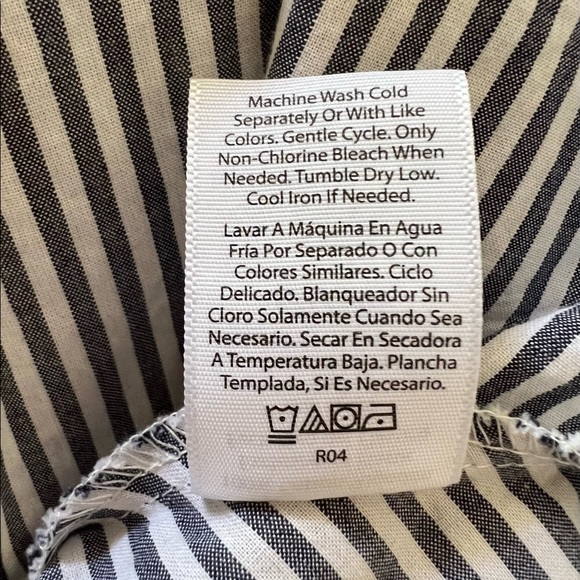 Machine Wash Cold
Separately Or With Like
Colors. Gentle Cycle. Only
Non-Chlorine Bleach When
Needed. Tumble Dry Low.
Cool Iron If Needed.
Lavar A Máquina En Agua
Fría Por Separado O Con
Colores Similares. Ciclo
Delicado. Blanqueador Sin
Cloro Solamente Cuando Sea
Necesario. Secar En Secadora
A Temperatura Baja. Plancha
Templada, Si Es Necesario.
R04